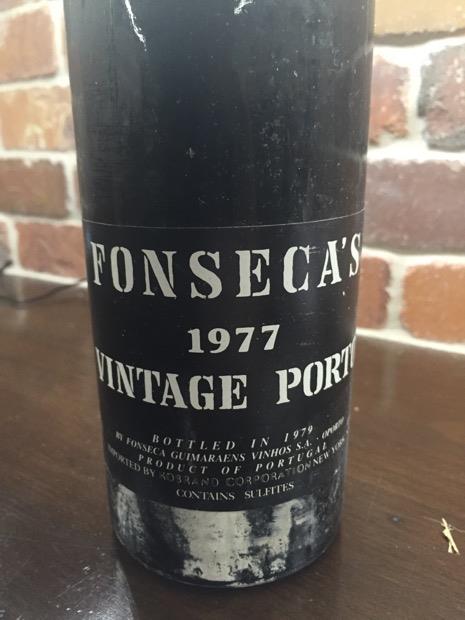 FONSECA'S
1977
VINTAGE PORTO
BOTTLED IN 1979
BY FONSECA GUIMARAENS VINHOS S.A. OPORTO
PRODUCT OF PORTUGAL
IMPORTED BY KOBRAND CORPORATION NEW YORK
CONTAINS SULFITES